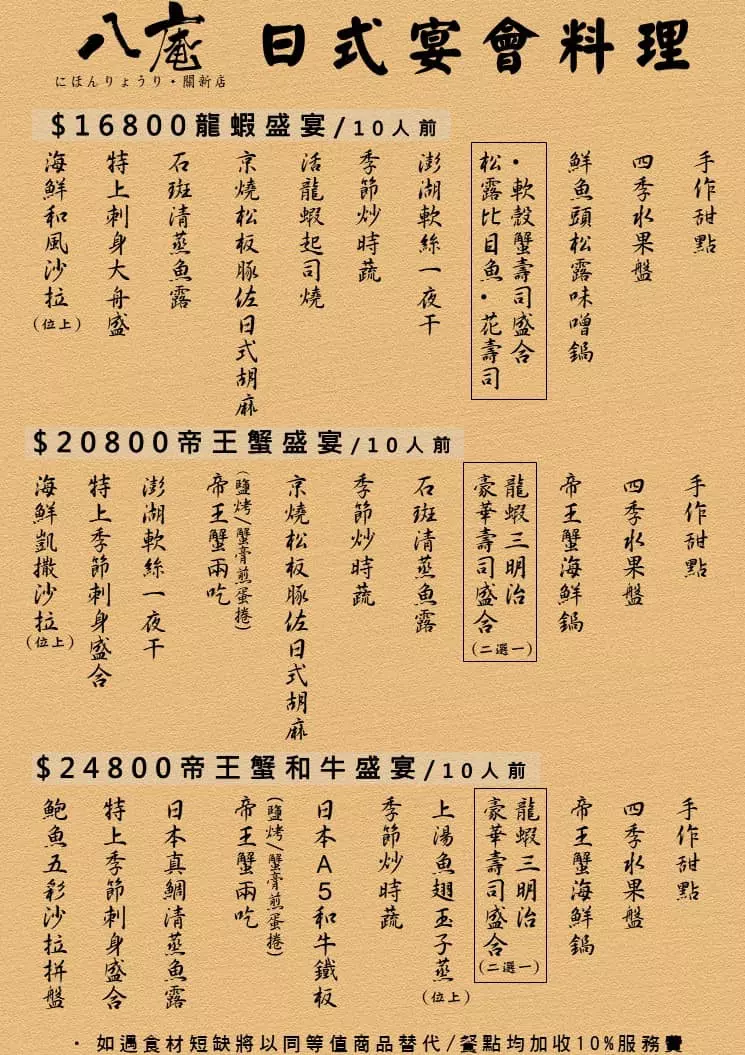 八庵 日式宴會料理
にほんりょうり・關新店
$16800龍蝦盛宴/10人前
海鮮和風沙拉(位上)
特上刺身大舟盛
石斑清蒸魚露
京燒松板豚佐日式胡麻
活龍蝦起司燒
季節炒時蔬
澎湖軟絲一夜干
松露比目魚・花壽司
・軟殼蟹壽司盛合
鮮魚頭松露味噌鍋
四季水果盤
手作甜點
$20800帝王蟹盛宴/10人前
海鮮凱撒沙拉(位上)
特上季節刺身盛合
澎湖軟絲一夜干
帝王蟹兩吃
(鹽烤/蟹膏煎蛋捲)
京燒松板豚佐日式胡麻
季節炒時蔬
石斑清蒸魚露
豪華壽司盛合
龍蝦三明治
(二選一)
帝王蟹海鮮鍋
四季水果盤
手作甜點
$24800帝王蟹和牛盛宴/10人前
鮑魚五彩沙拉拼盤
特上季節刺身盛合
日本真鯛清蒸魚露
帝王蟹兩吃
(鹽烤/蟹膏煎蛋捲)
日本A5和牛鐵板
季節炒時蔬
上湯魚翅玉子蒸(位上)
豪華壽司盛合
龍蝦三明治
(二選一)
帝王蟹海鮮鍋
四季水果盤
手作甜點
・如遇食材短缺將以同等值商品替代/餐點均加收10%服務費